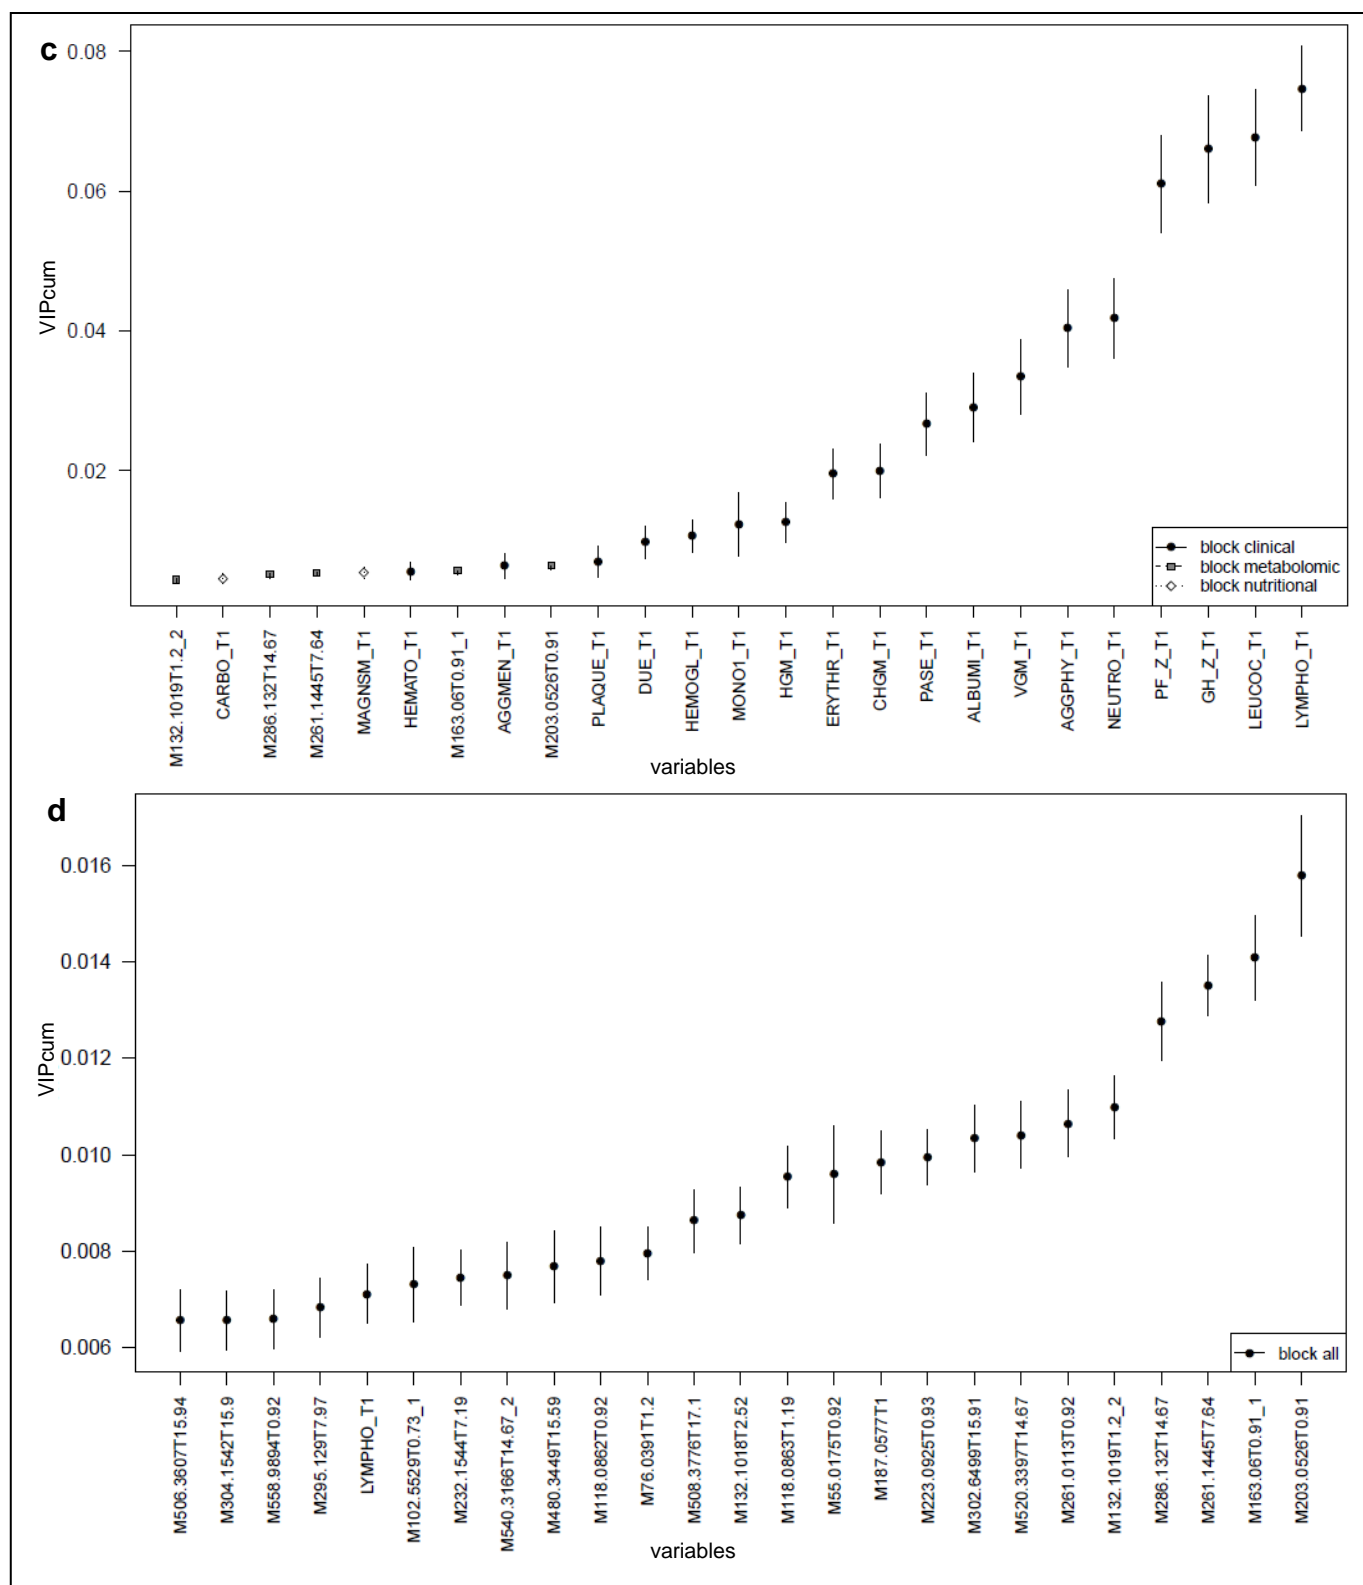 c
0.08
0.06
0.04
0.02
VIPcum
block clinical
block metabolomic
block nutritional
M132.1019T1.2_2
CARBO_T1
M286.132T14.67
M261.1445T7.64
MAGNSM_T1
HEMATO_T1
M163.06T0.91_1
AGGMEN_T1
M203.0526T0.91
PLAQUE_T1
DUE_T1
HEMOGL_T1
MONO1_T1
HGM_T1
ERYTHR_T1
CHGM_T1
PASE_T1
ALBUMI_T1
VGM_T1
AGGPHY_T1
NEUTRO_T1
PF_Z_T1
GH_Z_T1
LEUCOC_T1
LYMPHO_T1
variables
d
0.016
0.014
0.012
0.010
0.008
0.006
VIPcum
block all
M506.3607T15.94
M304.1542T15.9
M558.9894T0.92
M295.129T7.97
LYMPHO_T1
M102.5529T0.73_1
M232.1544T7.19
M540.3166T14.67_2
M480.3449T15.59
M118.0862T0.92
M76.0391T1.2
M508.3776T17.1
M132.1018T2.52
M118.0863T1.19
M55.0175T0.92
M187.0577T1
M223.0925T0.93
M302.6499T15.91
M520.3397T14.67
M261.0113T0.92
M132.1019T1.2_2
M286.132T14.67
M261.1445T7.64
M163.06T0.91_1
M203.0526T0.91
variables